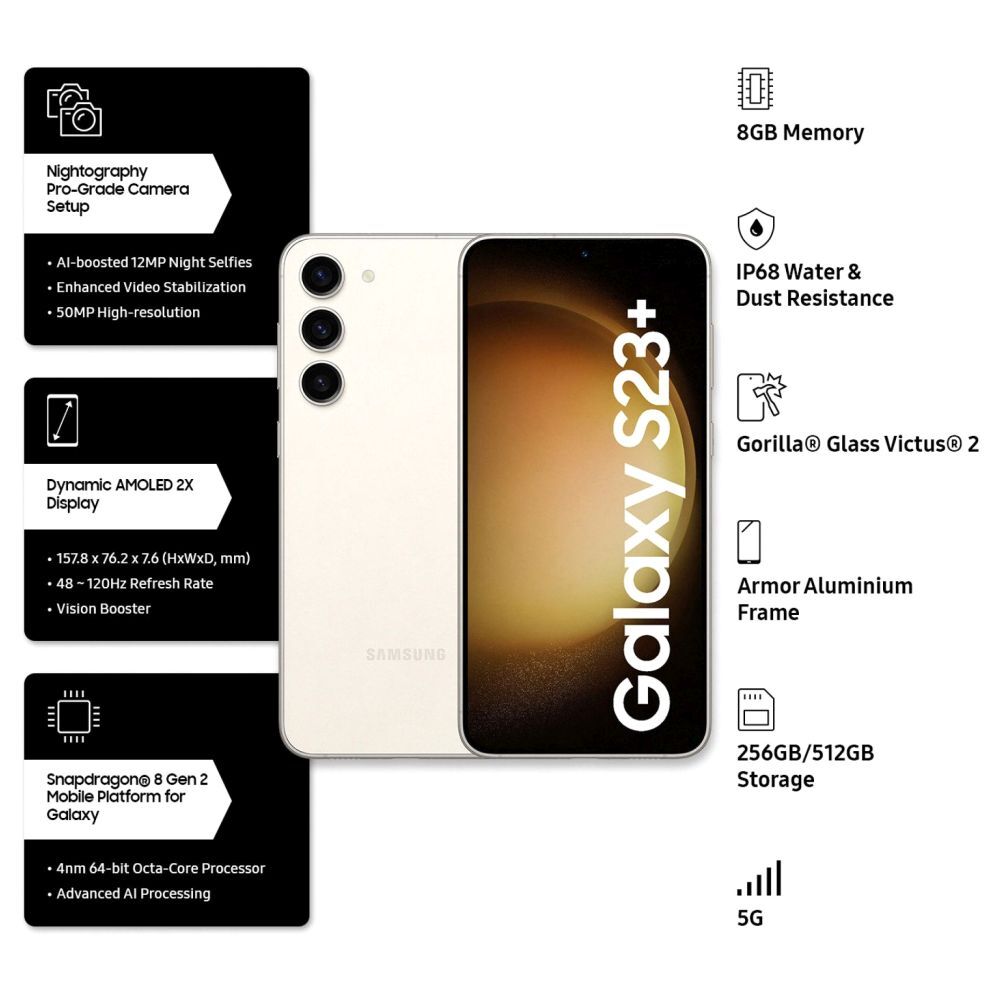 Nightography
Pro-Grade Camera
Setup
• AI-boosted 12MP Night Selfies
• Enhanced Video Stabilization
• 50MP High-resolution
Dynamic AMOLED 2X
Display
• 157.8 x 76.2 x 7.6 (HxWxD, mm)
• 48 ~ 120Hz Refresh Rate
• Vision Booster
Snapdragon® 8 Gen 2
Mobile Platform for
Galaxy
• 4nm 64-bit Octa-Core Processor
• Advanced AI Processing
SAMSUNG
Galaxy S23+
8GB Memory
IP68 Water &
Dust Resistance
Gorilla® Glass Victus® 2
Armor Aluminium
Frame
256GB/512GB
Storage
5G